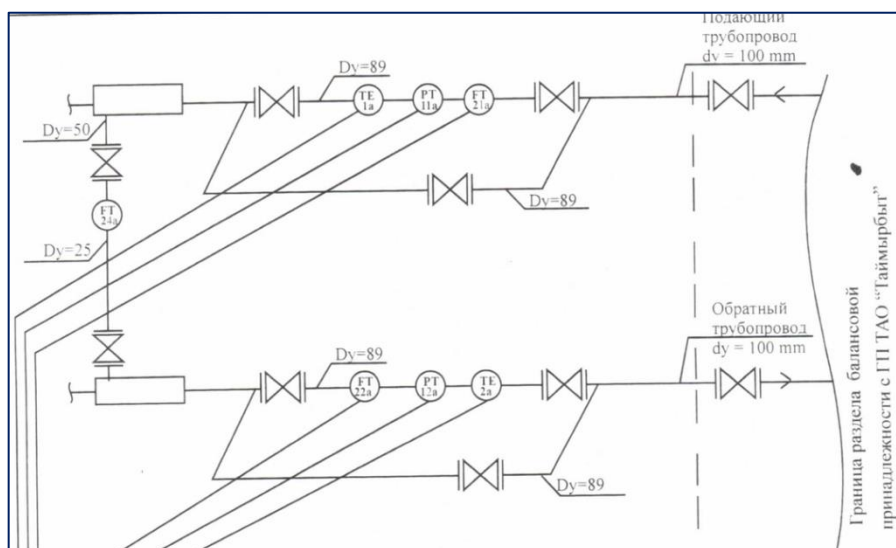 Подающий
трубопровод
dy = 100 mm
Dy=89
TE
1a
PT
11a
FT
21a
Dy=50
Dy=89
FT
24a
Dy=25
Обратный
трубопровод
dy = 100 mm
Dy=89
FT
22a
PT
12a
TE
2a
Dy=89
Граница раздела балансовой
принадлежности с ГП ТАО "Таймырбыт"